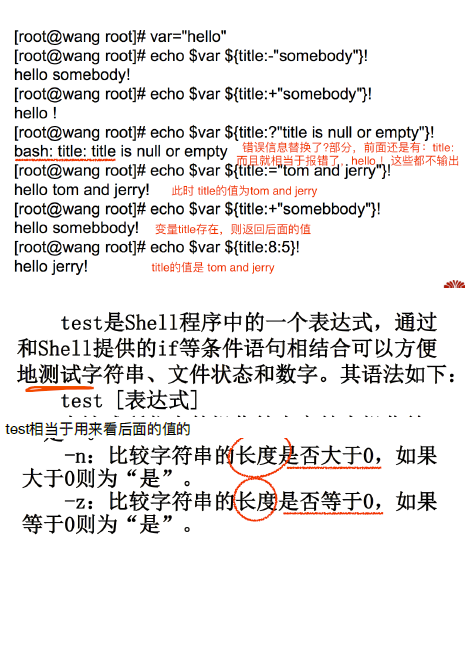 [root@wang root]# var="hello"
[root@wang root]# echo $var ${title:-"somebody"}!
hello somebody!
[root@wang root]# echo $var ${title:+"somebody"}!
hello !
[root@wang root]# echo $var ${title:?"title is null or empty"}!
bash: title: title is null or empty 错误信息替换了?部分，前面还是有：title:
而且就相当于报错了，hello ！这些都不输出
[root@wang root]# echo $var ${title:="tom and jerry"}!
hello tom and jerry! 此时 title的值为tom and jerry
[root@wang root]# echo $var ${title:+"somebbody"}!
hello somebbody! 变量title存在，则返回后面的值
[root@wang root]# echo $var ${title:8:5}!
hello jerry! title的值是 tom and jerry
test是Shell程序中的一个表达式，通过
和Shell提供的if等条件语句相结合可以方便
地测试字符串、文件状态和数字。其语法如下：
test [表达式]
test相当于用来看后面的值的
-n：比较字符串的长度是否大于0，如果
大于0则为“是”。
-z：比较字符串的长度是否等于0，如果
等于0则为“是”。